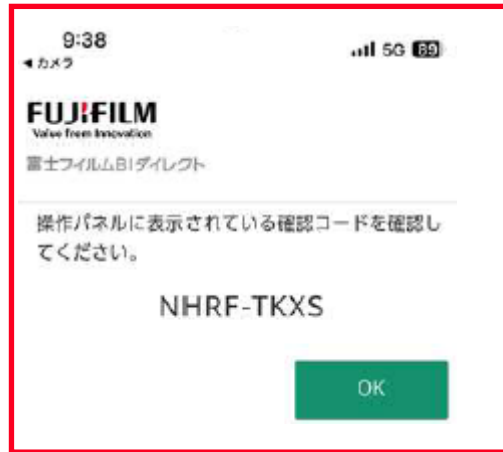 9:38
5G 69
◀カメラ
FUJIFILM
Value from Innovation
富士フイルムBIダイレクト
操作パネルに表示されている確認コードを確認し
てください。
NHRF-TKXS
OK